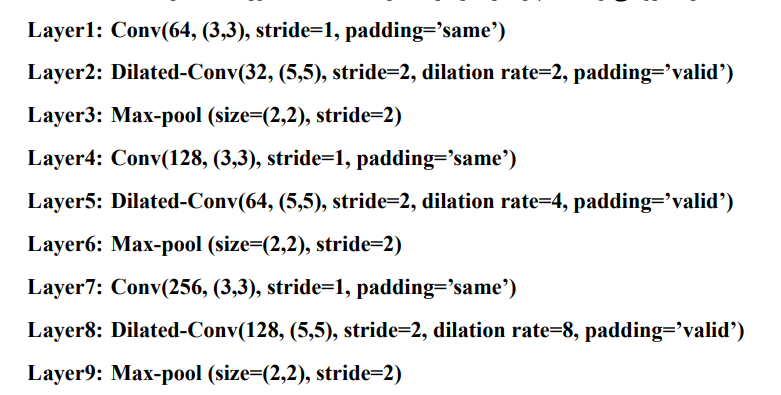 Layer1: Conv(64, (3,3), stride=1, padding=’same’)
Layer2: Dilated-Conv(32, (5,5), stride=2, dilation rate=2, padding=’valid’)
Layer3: Max-pool (size=(2,2), stride=2)
Layer4: Conv(128, (3,3), stride=1, padding=’same’)
Layer5: Dilated-Conv(64, (5,5), stride=2, dilation rate=4, padding=’valid’)
Layer6: Max-pool (size=(2,2), stride=2)
Layer7: Conv(256, (3,3), stride=1, padding=’same’)
Layer8: Dilated-Conv(128, (5,5), stride=2, dilation rate=8, padding=’valid’)
Layer9: Max-pool (size=(2,2), stride=2)